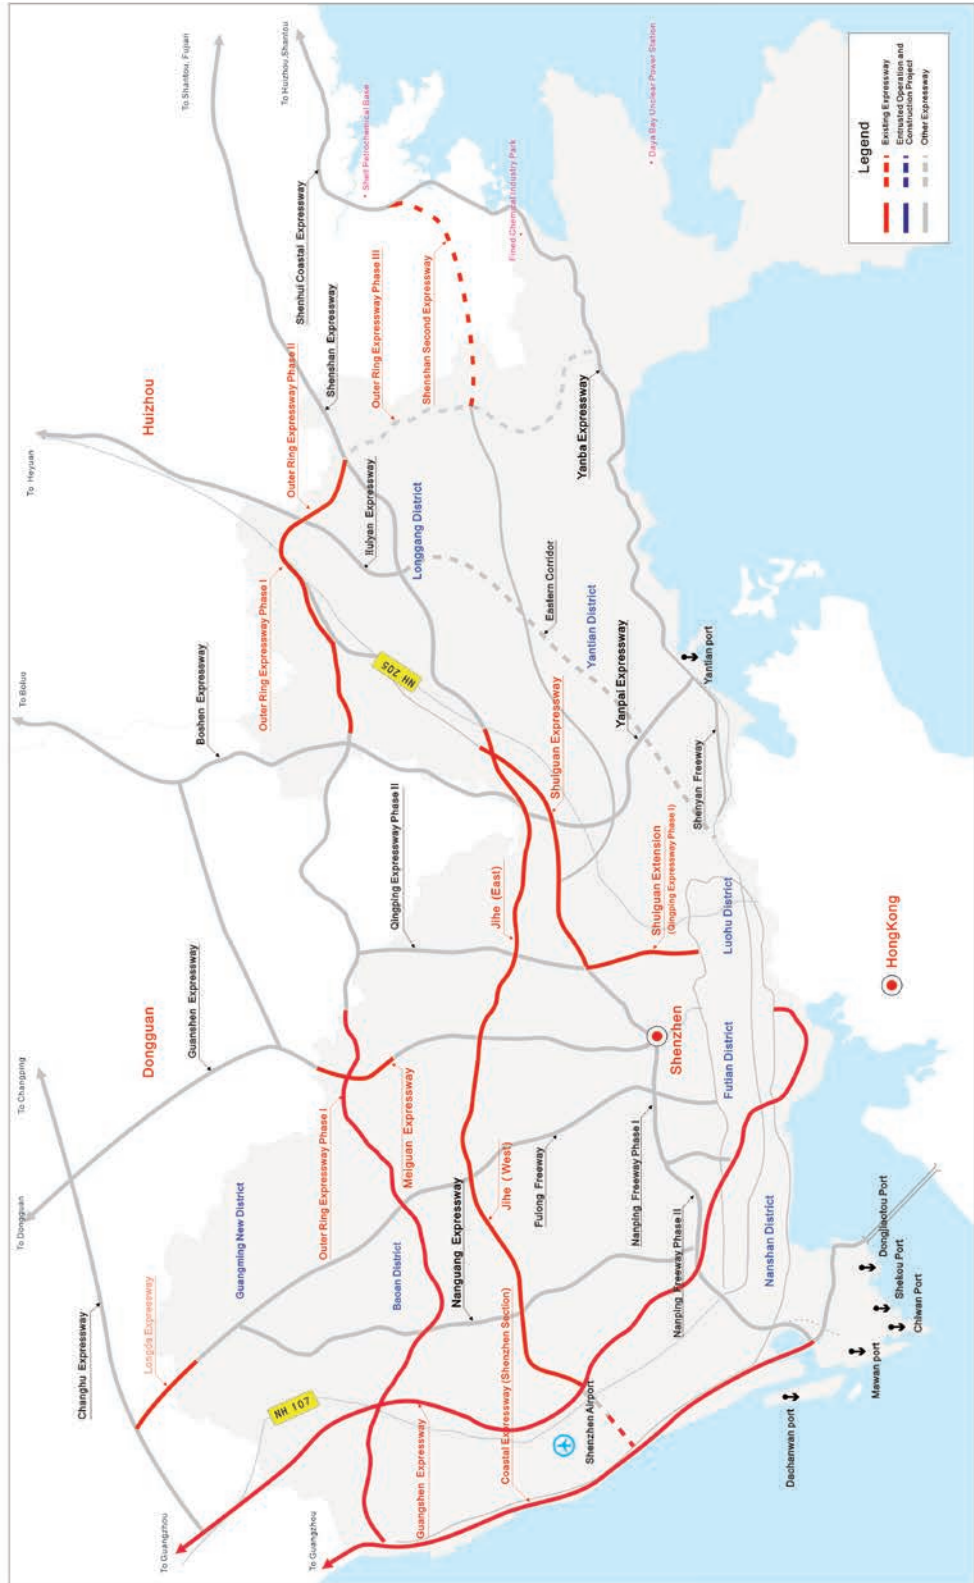 To Shantou, Fujian
To Huizhou, Shantou
Shell Petrochemical Base
Daya Bay Unclear Power Station
Fined Chemical Industry Park
Legend
Existing Expressway
Entrusted Operation and
Construction Project
Other Expressway
Shenhui Coastal Expressway
Shenshan Expressway
Outer Ring Expressway Phase II
Outer Ring Expressway Phase III
Shenshan Second Expressway
Huizhou
To Heyuan
Yanba Expressway
Longgang District
Outer Ring Expressway Phase I
Eastern Corridor
Yantian District
NH 205
Yantian port
Yanpai Expressway
To Boluo
Boshen Expressway
Shuiguan Expressway
Shenyan Freeway
Qingping Expressway Phase II
Jihe (East)
Shuiguan Extension
(Qingping Expressway Phase I)
Luohu District
HongKong
Guanshen Expressway
Dongguan
To Changping
Shenzhen
Futian District
Outer Ring Expressway Phase I
Meiguan Expressway
Jihe (West)
Fulong Freeway
Nanping Freeway Phase I
To Dongguan
Guangming New District
Baoan District
Nanguang Expressway
Nanping Freeway Phase II
Nanshan District
Dongjiaotou Port
Shekou Port
Chiwan Port
Mawan port
Dachanwan port
Changhu Expressway
Longda Expressway
NH 107
Coastal Expressway (Shenzhen Section)
Shenzhen Airport
Guangshen Expressway
To Guangzhou
To Guangzhou